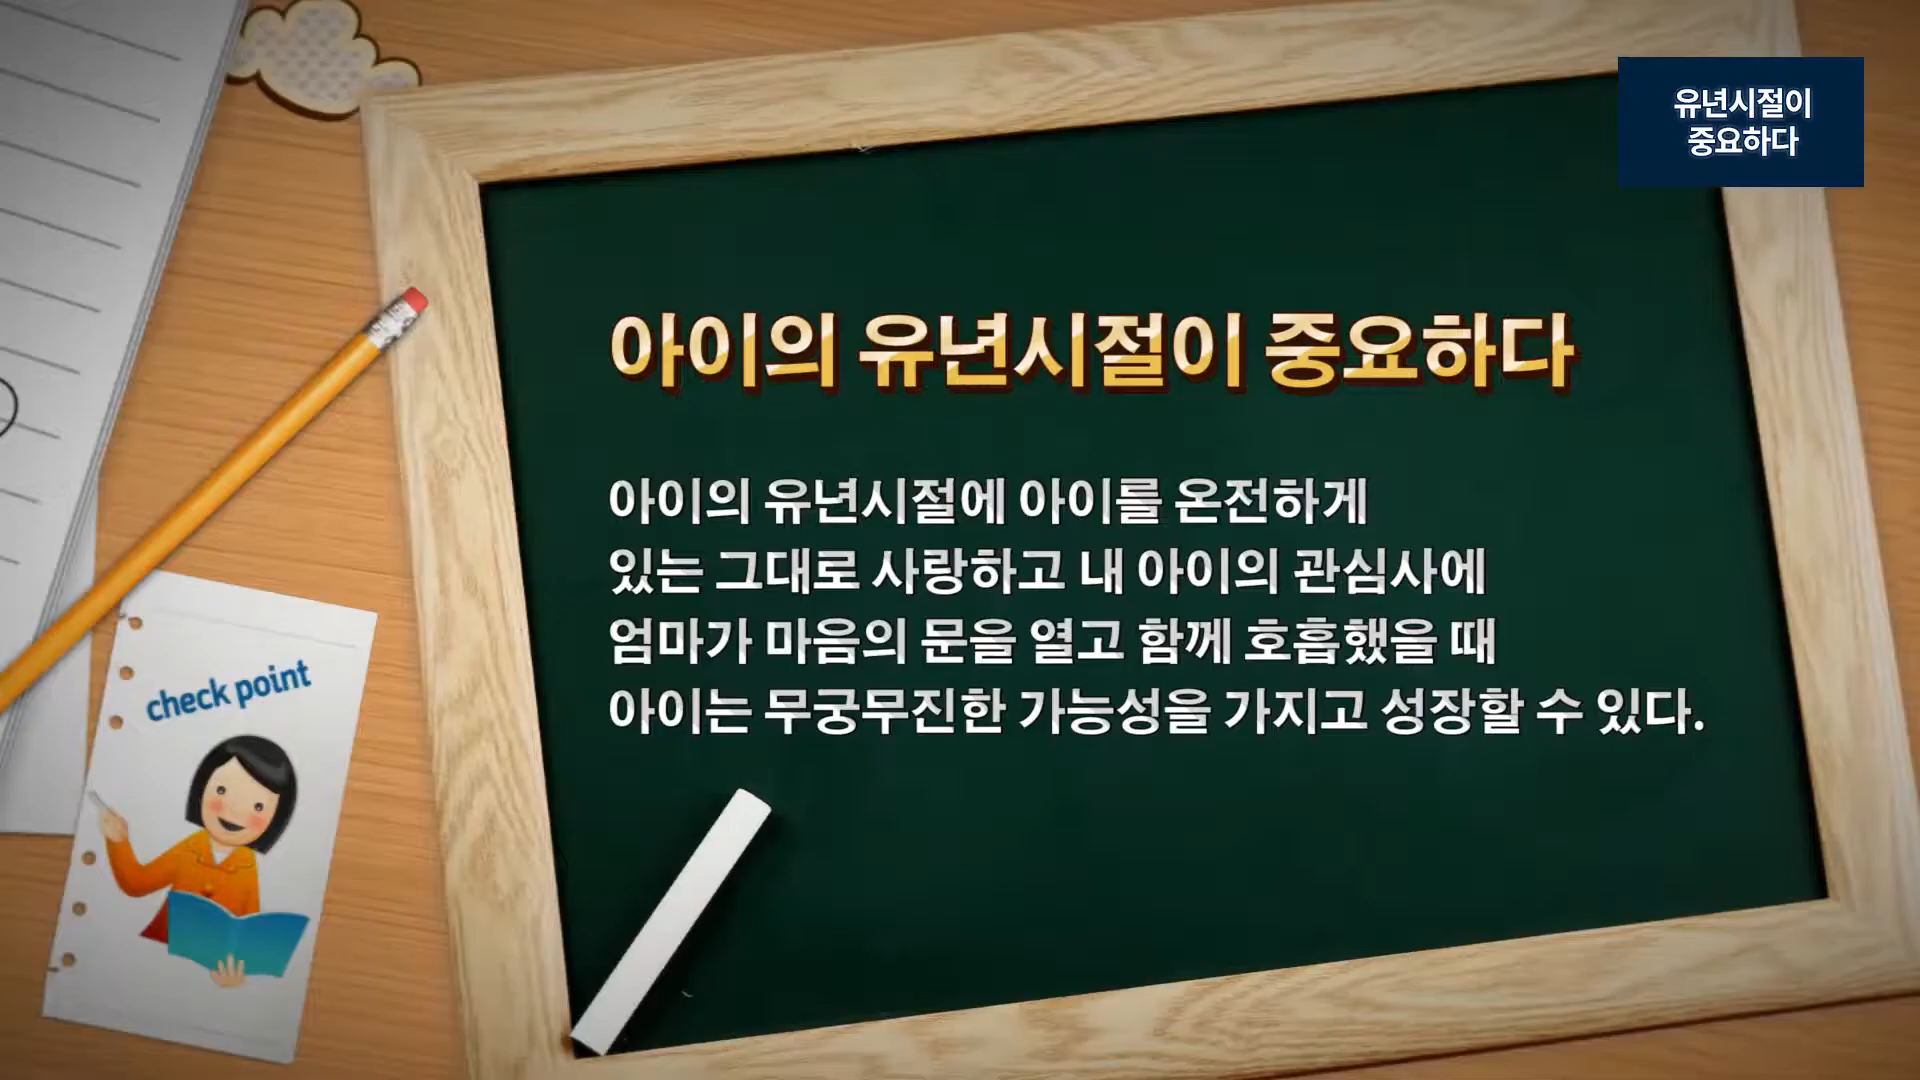 유년시절이
중요하다
아이의 유년시절이 중요하다
아이의 유년시절에 아이를 온전하게
있는 그대로 사랑하고 내 아이의 관심사에
엄마가 마음의 문을 열고 함께 호흡했을 때
아이는 무궁무진한 가능성을 가지고 성장할 수 있다.
check point